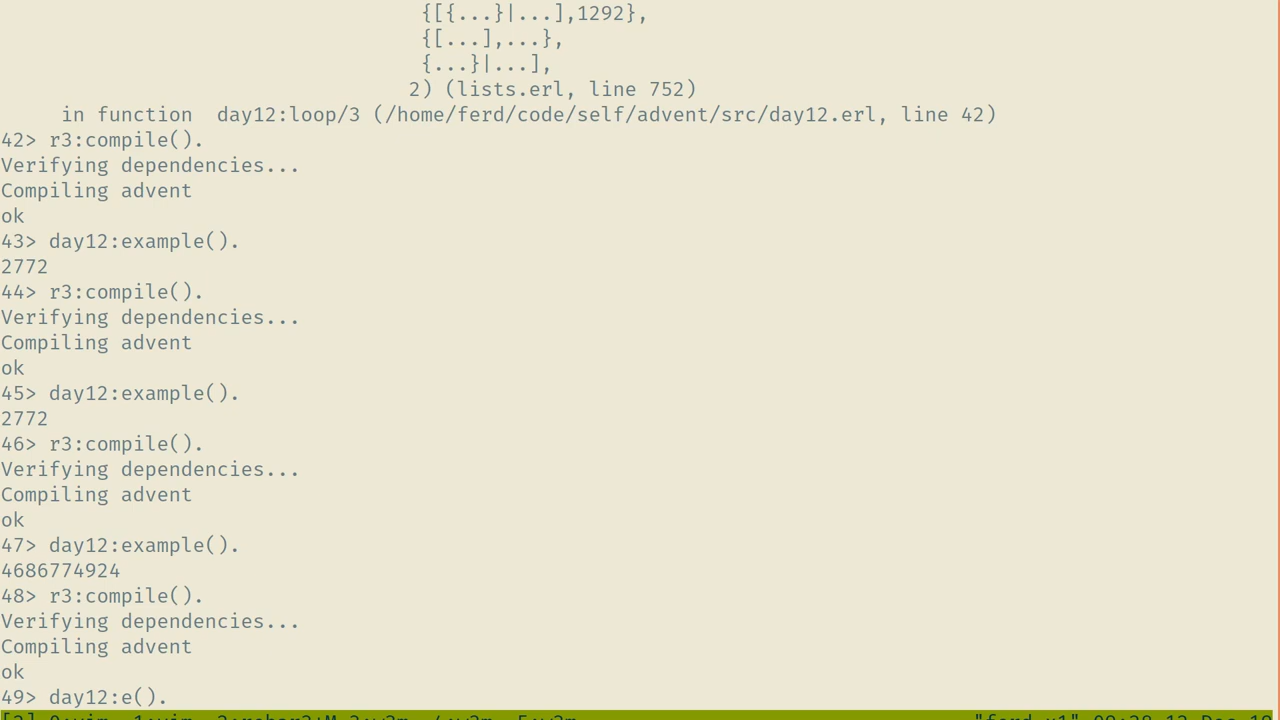 {[{...}|...],1292},
{[...],...},
{...}|...],
2) (lists.erl, line 752)
in function  day12:loop/3 (/home/ferd/code/self/advent/src/day12.erl, line 42)
42> r3:compile().
Verifying dependencies...
Compiling advent
ok
43> day12:example().
2772
44> r3:compile().
Verifying dependencies...
Compiling advent
ok
45> day12:example().
2772
46> r3:compile().
Verifying dependencies...
Compiling advent
ok
47> day12:example().
4686774924
48> r3:compile().
Verifying dependencies...
Compiling advent
ok
49> day12:e().